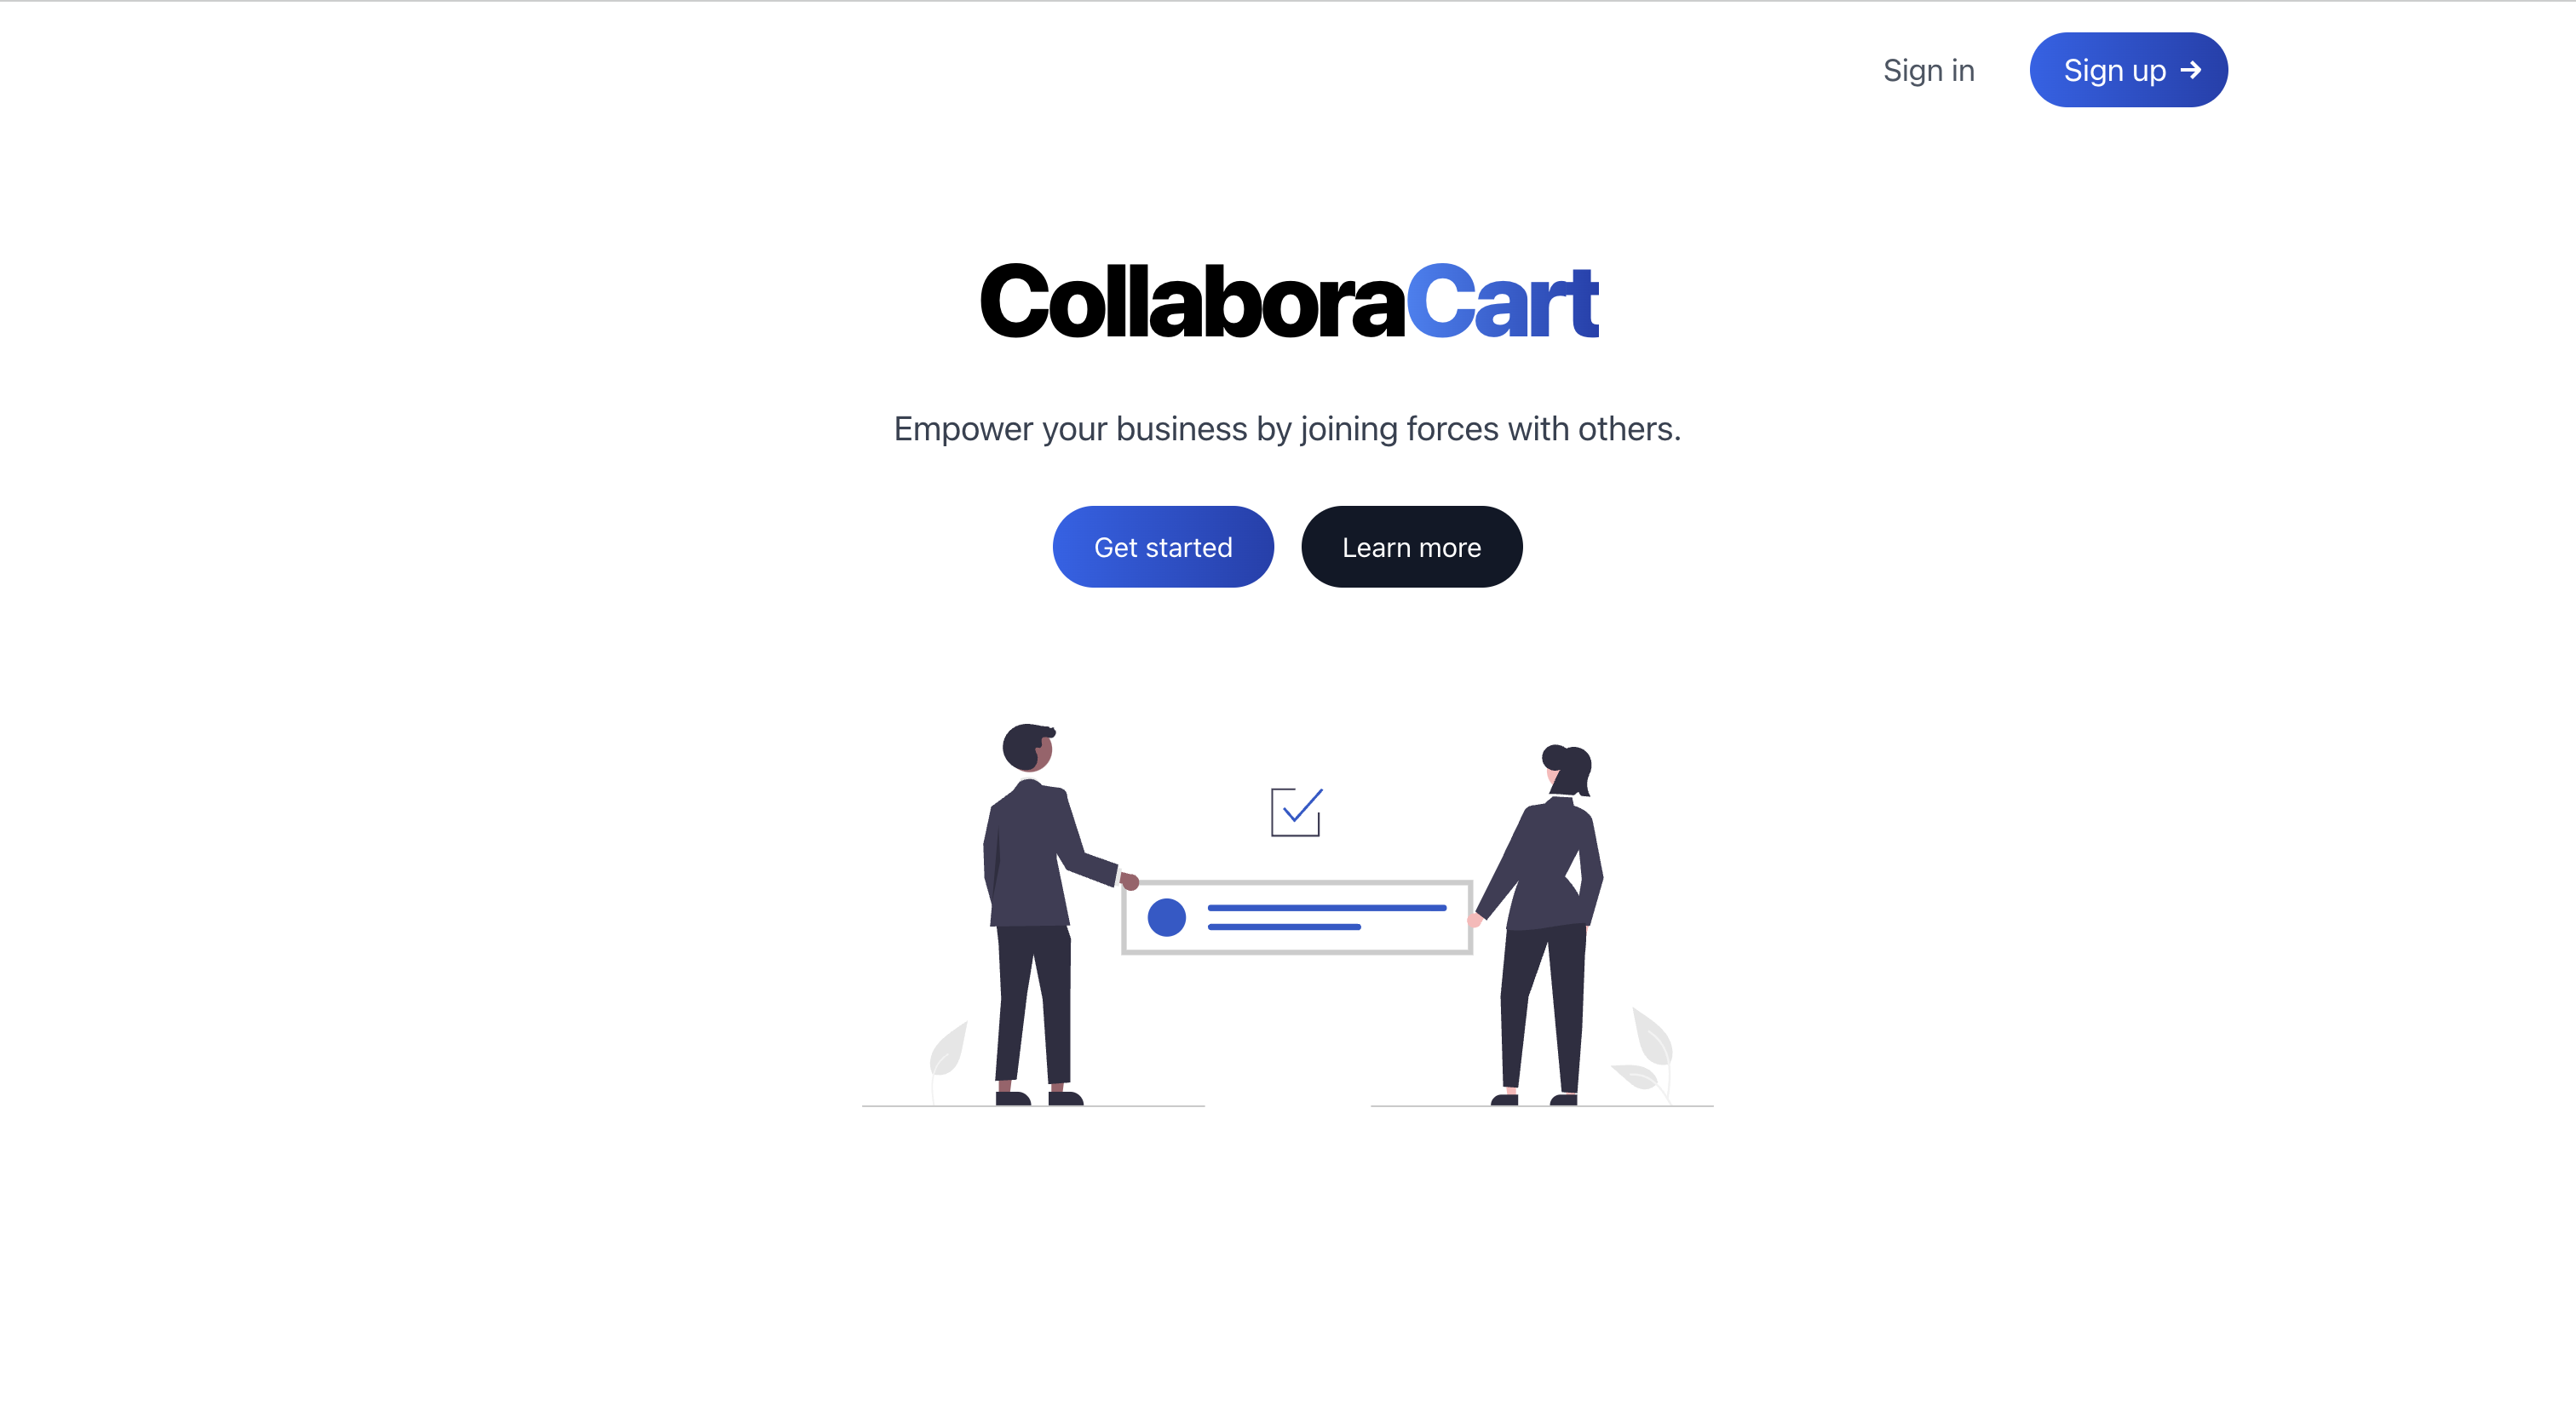 Sign in
Sign up
CollaboraCart
Empower your business by joining forces with others.
Get started
Learn more